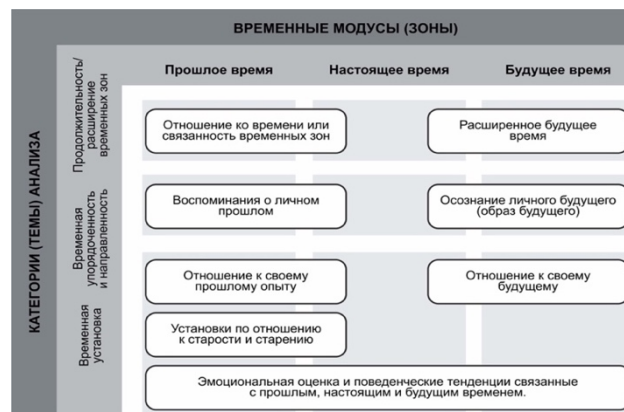 ВРЕМЕННЫЕ МОДУСЫ (ЗОНЫ)
Прошлое время
Настоящее время
Будущее время
КАТЕГОРИИ (ТЕМЫ) АНАЛИЗА
Продолжительность/
расширение
временных зон
Отношение ко времени или
связанность временных зон
Расширенное будущее
время
Временная
упорядоченность
и направленность
Воспоминания о личном
прошлом
Осознание личного будущего
(образ будущего)
Временная
установка
Отношение к своему
прошлому опыту
Отношение к своему
будущему
Установки по отношению
к старости и старению
Эмоциональная оценка и поведенческие тенденции связанные
с прошлым, настоящим и будущим временем.